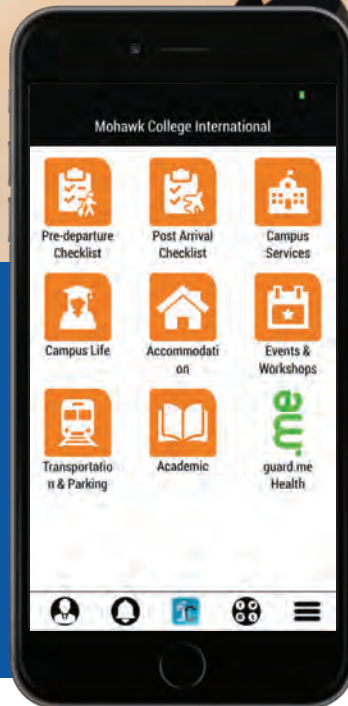 Mohawk College International
Pre-departure
Checklist
Post Arrival
Checklist
Campus
Services
Campus Life
Accommodati
on
Events &
Workshops
Transportatio
n & Parking
Academic
.me
guard.me
Health